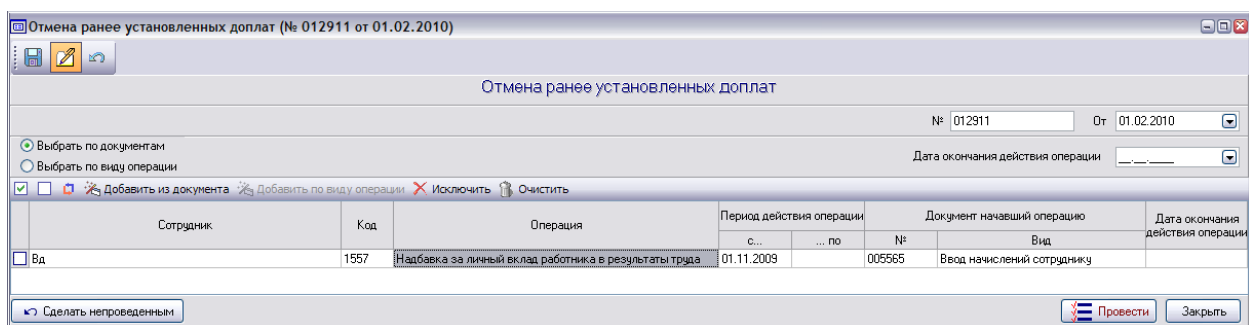 Отмена ранее установленных доплат (№ 012911 от 01.02.2010)
Отмена ранее установленных доплат
№ 012911 От 01.02.2010
Выбрать по документам
Дата окончания действия операции __.__.____
Выбрать по виду операции
Добавить из документа Добавить по виду операции Исключить Очистить
Сотрудник Код Операция Период действия операции Документ начавший операцию Дата окончания действия операции
с... ... по № Вид
Вд 1557 Надбавка за личный вклад работника в результаты труда 01.11.2009 005565 Ввод начислений сотруднику
Сделать непроведенным Провести Закрыть